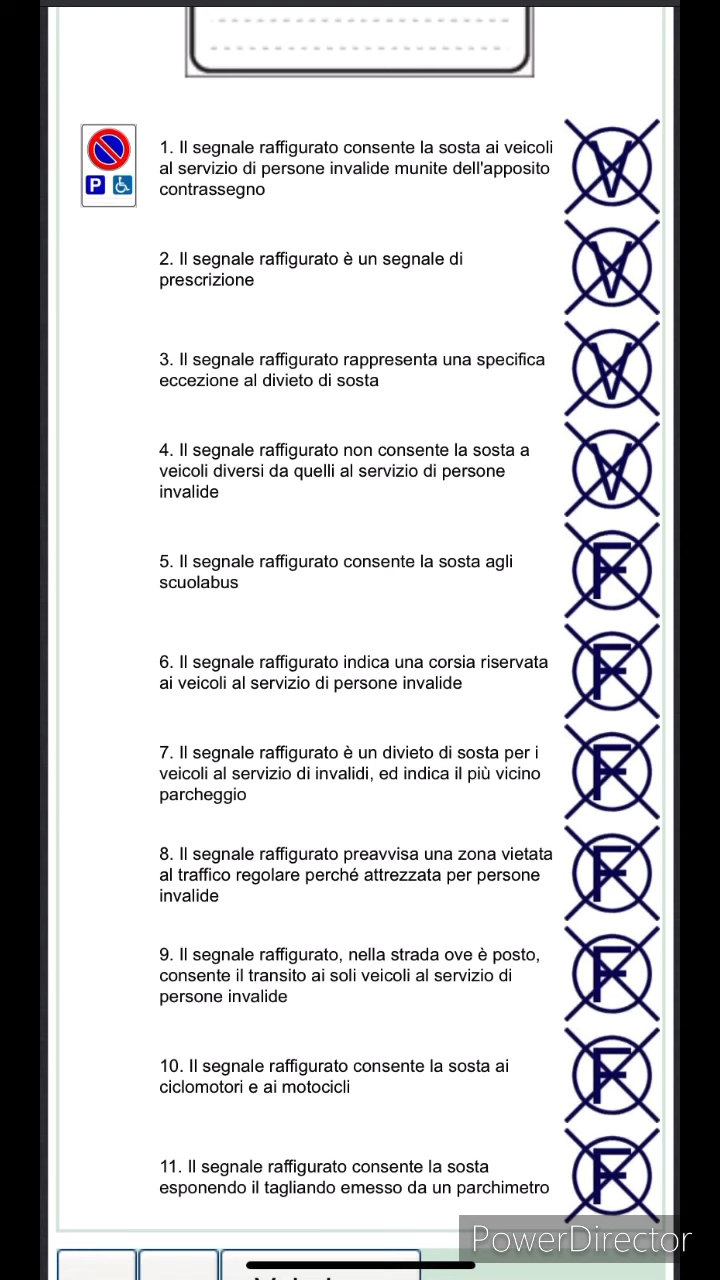 1. Il segnale raffigurato consente la sosta ai veicoli
al servizio di persone invalide munite dell'apposito
contrassegno
V
P
2. Il segnale raffigurato è un segnale di
prescrizione
V
3. Il segnale raffigurato rappresenta una specifica
eccezione al divieto di sosta
V
4. Il segnale raffigurato non consente la sosta a
veicoli diversi da quelli al servizio di persone
invalide
V
5. Il segnale raffigurato consente la sosta agli
scuolabus
F
6. Il segnale raffigurato indica una corsia riservata
ai veicoli al servizio di persone invalide
F
7. Il segnale raffigurato è un divieto di sosta per i
veicoli al servizio di invalidi, ed indica il più vicino
parcheggio
F
8. Il segnale raffigurato preavvisa una zona vietata
al traffico regolare perché attrezzata per persone
invalide
F
9. Il segnale raffigurato, nella strada ove è posto,
consente il transito ai soli veicoli al servizio di
persone invalide
F
10. Il segnale raffigurato consente la sosta ai
ciclomotori e ai motocicli
F
11. Il segnale raffigurato consente la sosta
esponendo il tagliando emesso da un parchimetro
F
PowerDirector